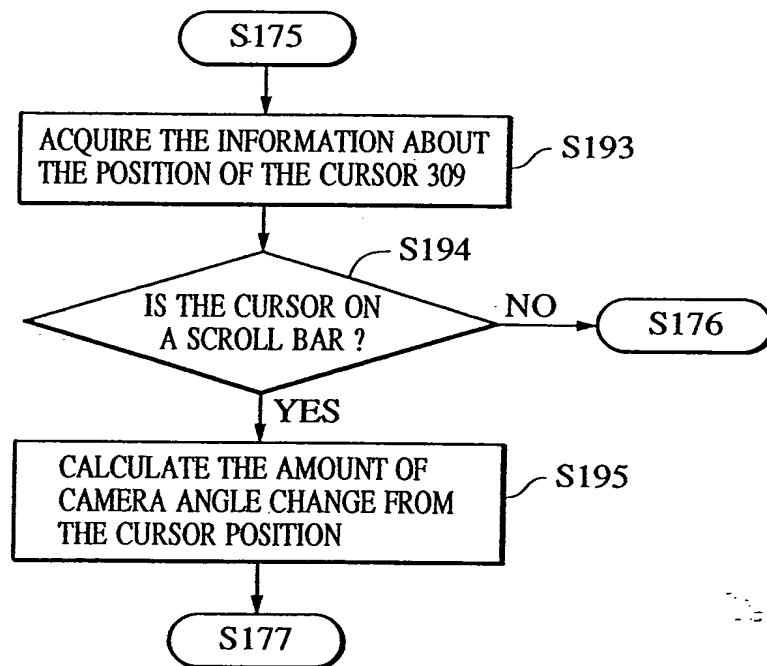 S175
ACQUIRE THE INFORMATION ABOUT
THE POSITION OF THE CURSOR 309
S193
S194
IS THE CURSOR ON
A SCROLL BAR ?
NO
S176
YES
CALCULATE THE AMOUNT OF
CAMERA ANGLE CHANGE FROM
THE CURSOR POSITION
S195
S177